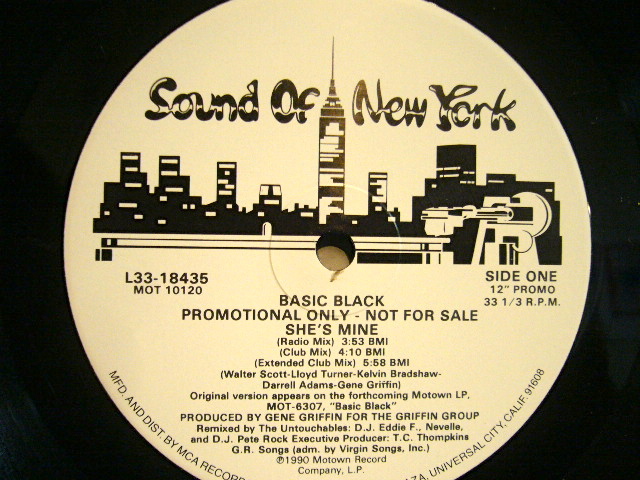 Sound Of New York
L33-18435
MOT 10120
SIDE ONE
12" PROMO
33 1/3 R.P.M.
BASIC BLACK
PROMOTIONAL ONLY - NOT FOR SALE
SHE'S MINE
(Radio Mix) 3:53 BMI
(Club Mix) 4:10 BMI
(Extended Club Mix) 5:58 BMI
(Walter Scott-Lloyd Turner-Kelvin Bradshaw-
Darrell Adams-Gene Griffin)
Original version appears on the forthcoming Motown LP,
MOT-6307, "Basic Black"
PRODUCED BY GENE GRIFFIN FOR THE GRIFFIN GROUP
Remixed by The Untouchables: D.J. Eddie F., Nevelle,
and D.J. Pete Rock Executive Producer: T.C. Thompkins
G.R. Songs (adm. by Virgin Songs, Inc.)
℗1990 Motown Record
Company, L.P.
MFD. AND DIST. BY MCA RECOR AZA, UNIVERSAL CITY, CALIF. 91608